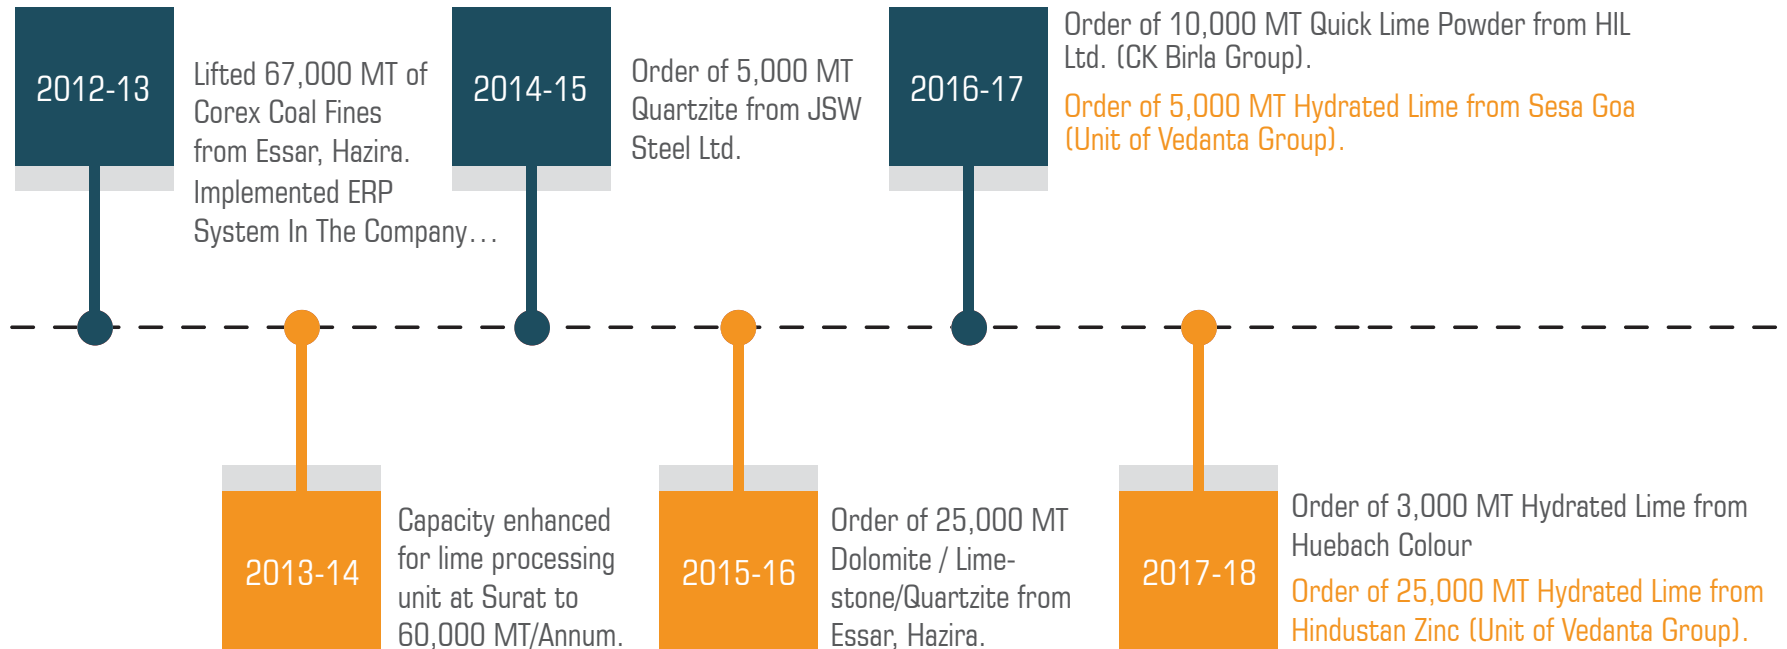 2012-13
Lifted 67,000 MT of
Corex Coal Fines
from Essar, Hazira.
Implemented ERP
System In The Company...
2013-14
Capacity enhanced
for lime processing
unit at Surat to
60,000 MT/Annum.
2014-15
Order of 5,000 MT
Quartzite from JSW
Steel Ltd.
2015-16
Order of 25,000 MT
Dolomite / Lime-
stone/Quartzite from
Essar, Hazira.
2016-17
Order of 10,000 MT Quick Lime Powder from HIL
Ltd. (CK Birla Group).
Order of 5,000 MT Hydrated Lime from Sesa Goa
(Unit of Vedanta Group).
2017-18
Order of 3,000 MT Hydrated Lime from
Huebach Colour
Order of 25,000 MT Hydrated Lime from
Hindustan Zinc (Unit of Vedanta Group).